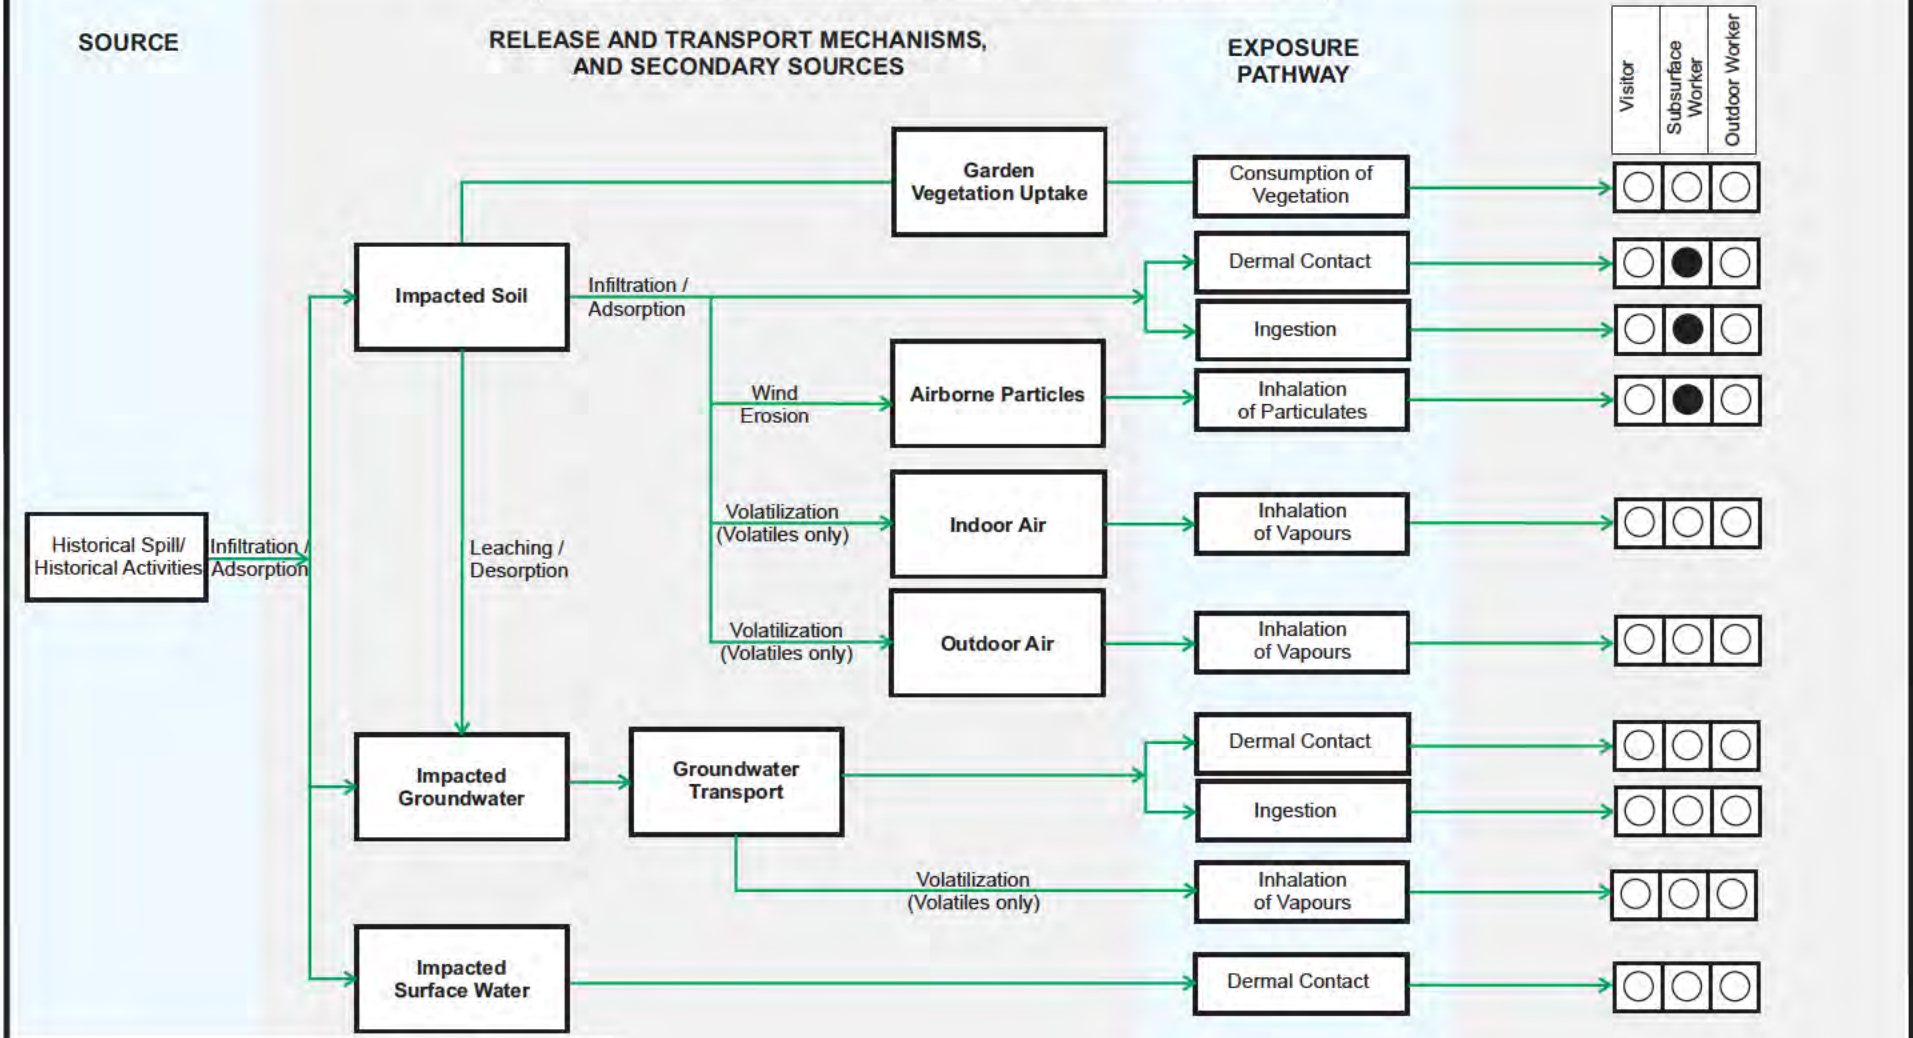 SOURCE
RELEASE AND TRANSPORT MECHANISMS,
AND SECONDARY SOURCES
EXPOSURE
PATHWAY
Visitor
Subsurface
Worker
Outdoor Worker
Garden
Vegetation Uptake
Consumption of
Vegetation
Impacted Soil
Infiltration /
Adsorption
Dermal Contact
Ingestion
Wind
Erosion
Airborne Particles
Inhalation
of Particulates
Historical Spill/
Historical Activities
Infiltration /
Adsorption
Leaching /
Desorption
Volatilization
(Volatiles only)
Indoor Air
Inhalation
of Vapours
Volatilization
(Volatiles only)
Outdoor Air
Inhalation
of Vapours
Impacted
Groundwater
Groundwater
Transport
Dermal Contact
Ingestion
Volatilization
(Volatiles only)
Inhalation
of Vapours
Impacted
Surface Water
Dermal Contact